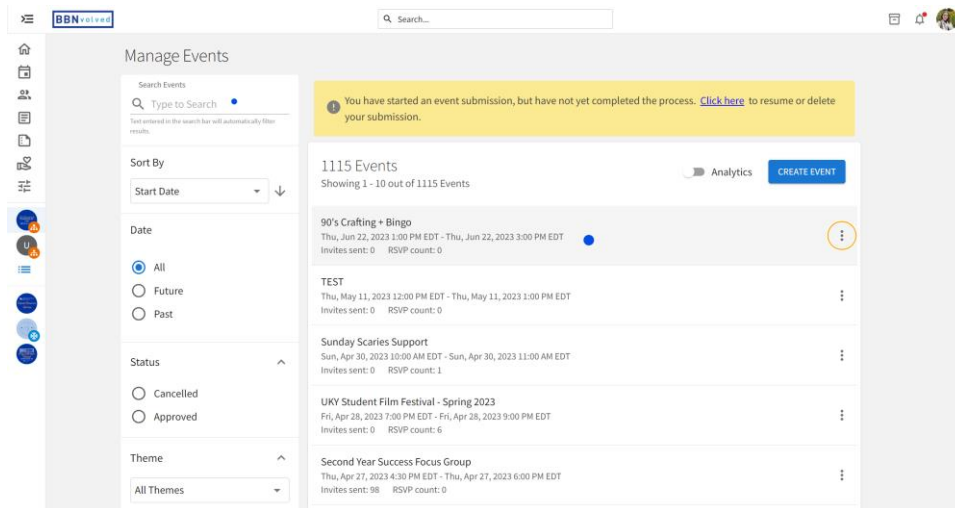 BBNvolved
Search...
Manage Events
Search Events
Type to Search
Text entered in the search bar will automatically filter
results.
Sort By
Start Date
Date
All
Future
Past
Status
Cancelled
Approved
Theme
All Themes
You have started an event submission, but have not yet completed the process. Click here to resume or delete
your submission.
1115 Events
Showing 1 - 10 out of 1115 Events
Analytics
CREATE EVENT
90's Crafting + Bingo
Thu, Jun 22, 2023 1:00 PM EDT - Thu, Jun 22, 2023 3:00 PM EDT
Invites sent: 0 RSVP count: 0
TEST
Thu, May 11, 2023 12:00 PM EDT - Thu, May 11, 2023 1:00 PM EDT
Invites sent: 0 RSVP count: 0
Sunday Scaries Support
Sun, Apr 30, 2023 10:00 AM EDT - Sun, Apr 30, 2023 11:00 AM EDT
Invites sent: 0 RSVP count: 1
UKY Student Film Festival - Spring 2023
Fri, Apr 28, 2023 7:00 PM EDT - Fri, Apr 28, 2023 9:00 PM EDT
Invites sent: 0 RSVP count: 6
Second Year Success Focus Group
Thu, Apr 27, 2023 4:30 PM EDT - Thu, Apr 27, 2023 6:00 PM EDT
Invites sent: 98 RSVP count: 0
U